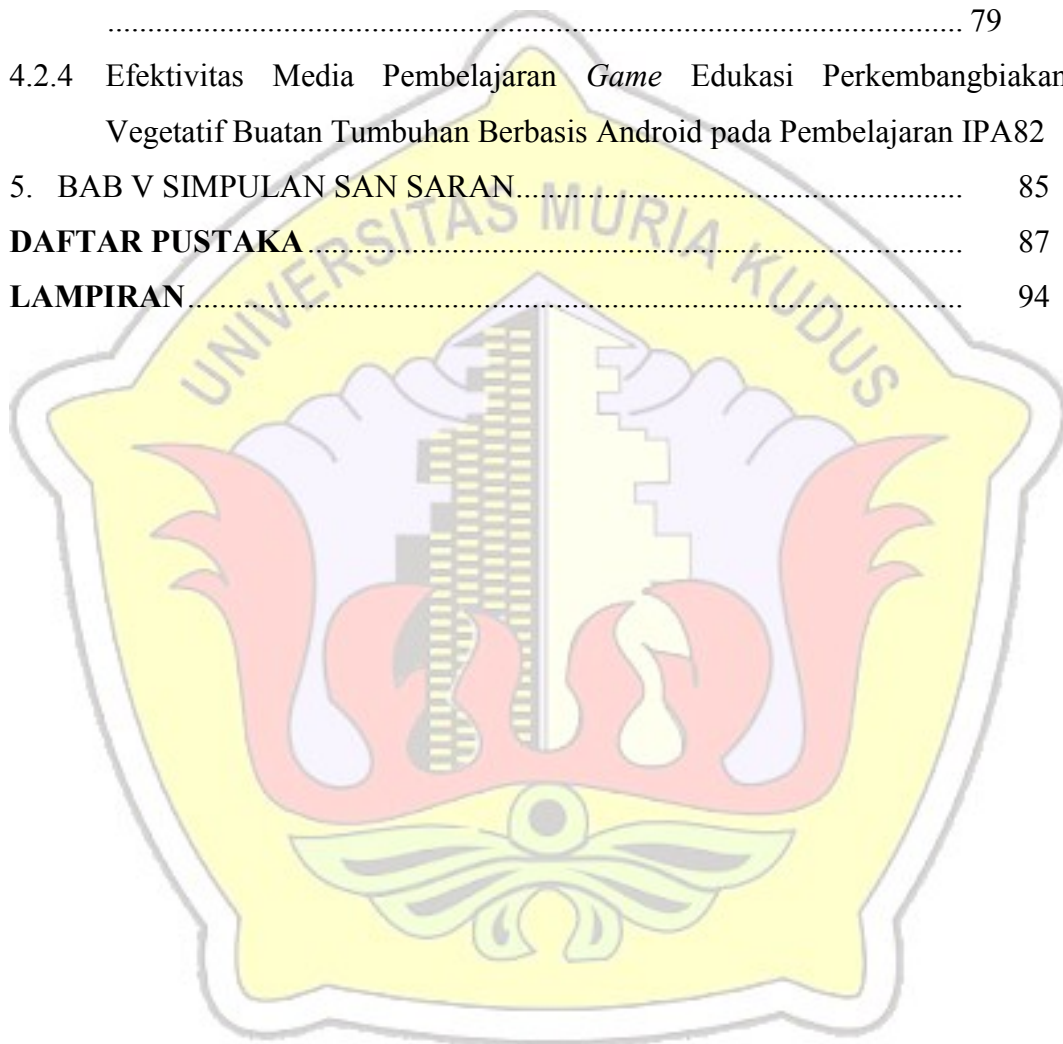 ........................................................................................ 79
4.2.4 Efektivitas Media Pembelajaran Game Edukasi Perkembangbiakan
Vegetatif Buatan Tumbuhan Berbasis Android pada Pembelajaran IPA82
5. BAB V SIMPULAN SAN SARAN.............................................. 85
DAFTAR PUSTAKA .................................................................... 87
LAMPIRAN................................................................................ 94
UNIVERSITAS MURIA KUDUS